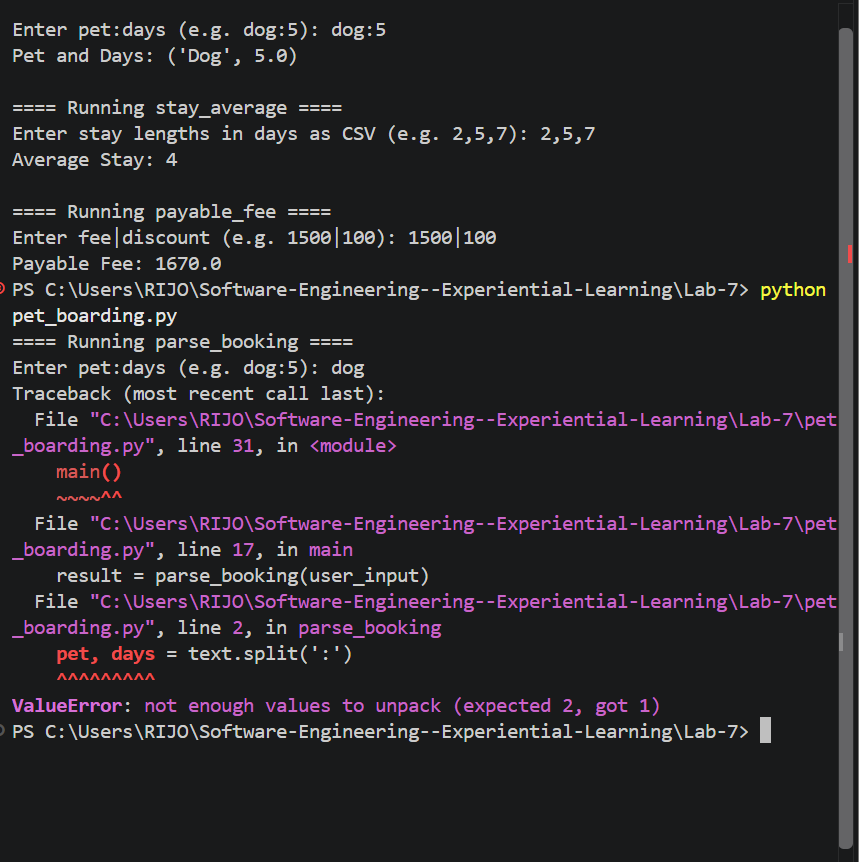 Enter pet:days (e.g. dog:5): dog:5
Pet and Days: ('Dog', 5.0)

==== Running stay_average ====
Enter stay lengths in days as CSV (e.g. 2,5,7): 2,5,7
Average Stay: 4

==== Running payable_fee ====
Enter fee|discount (e.g. 1500|100): 1500|100
Payable Fee: 1670.0
PS C:\Users\RIJO\Software-Engineering--Experiential-Learning\Lab-7> python
pet_boarding.py
==== Running parse_booking ====
Enter pet:days (e.g. dog:5): dog
Traceback (most recent call last):
  File "C:\Users\RIJO\Software-Engineering--Experiential-Learning\Lab-7\pet
_boarding.py", line 31, in <module>
    main()
    ~~~~^^
  File "C:\Users\RIJO\Software-Engineering--Experiential-Learning\Lab-7\pet
_boarding.py", line 17, in main
    result = parse_booking(user_input)
  File "C:\Users\RIJO\Software-Engineering--Experiential-Learning\Lab-7\pet
_boarding.py", line 2, in parse_booking
    pet, days = text.split(':')
    ^^^^^^^^^
ValueError: not enough values to unpack (expected 2, got 1)
PS C:\Users\RIJO\Software-Engineering--Experiential-Learning\Lab-7>